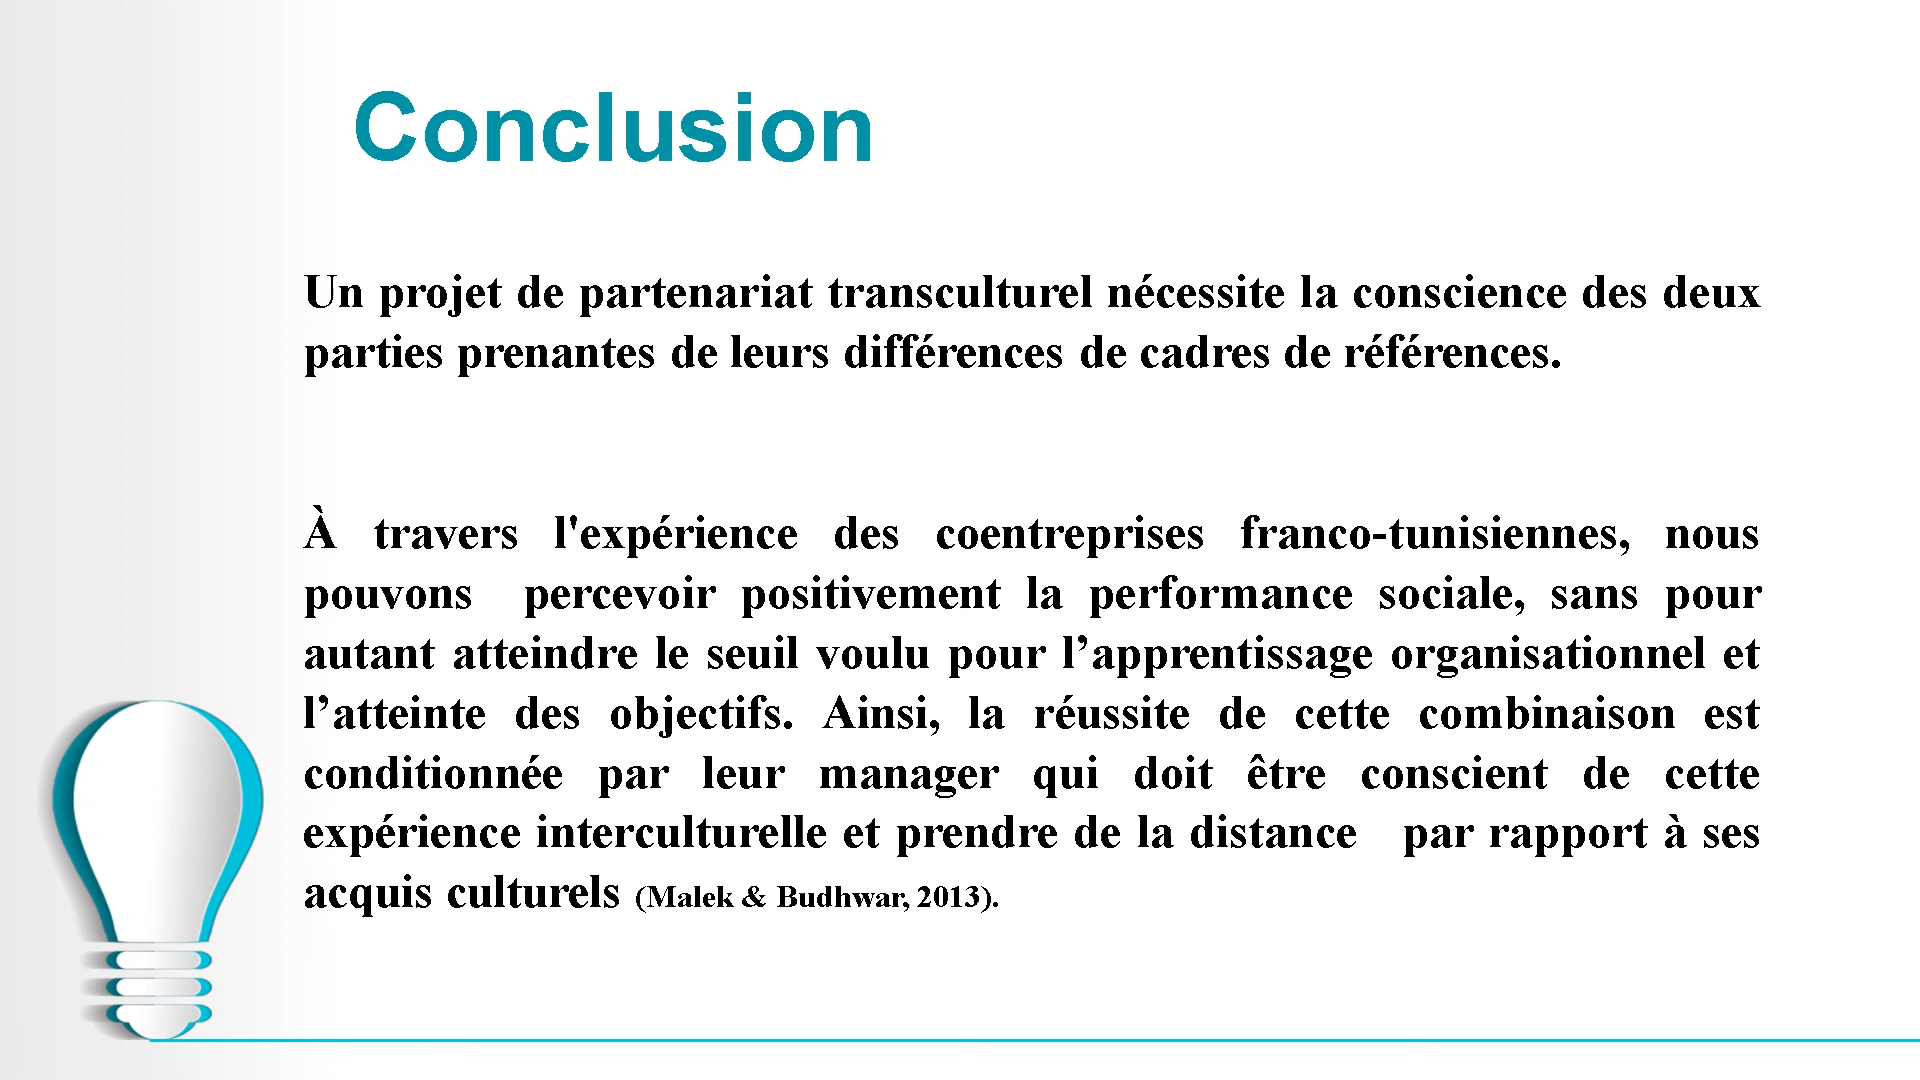 Conclusion
Un projet de partenariat transculturel nécessite la conscience des deux
parties prenantes de leurs différences de cadres de références.
À travers l'expérience des coentreprises franco-tunisiennes, nous
pouvons percevoir positivement la performance sociale, sans pour
autant atteindre le seuil voulu pour l’apprentissage organisationnel et
l’atteinte des objectifs. Ainsi, la réussite de cette combinaison est
conditionnée par leur manager qui doit être conscient de cette
expérience interculturelle et prendre de la distance par rapport à ses
acquis culturels (Malek & Budhwar, 2013).